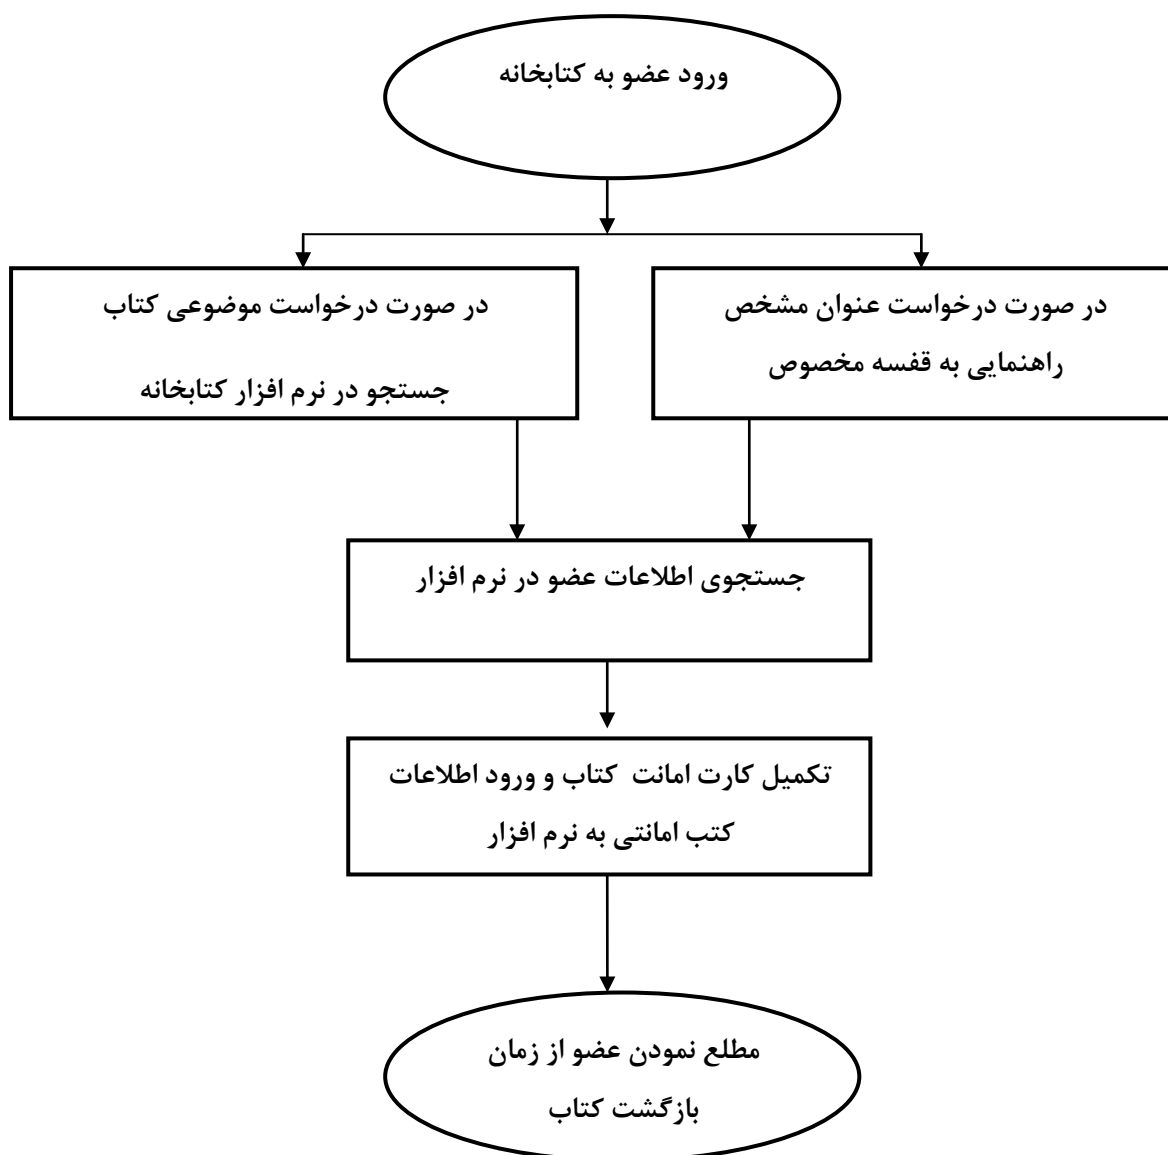 ورود عضو به کتابخانه
در صورت درخواست عنوان مشخص
راهنمایی به قفسه مخصوص
در صورت درخواست موضوعی کتاب
جستجو در نرم افزار کتابخانه
جستجوی اطلاعات عضو در نرم افزار
تکمیل کارت امانت کتاب و ورود اطلاعات
کتب امانتی به نرم افزار
مطلع نمودن عضو از زمان
بازگشت کتاب